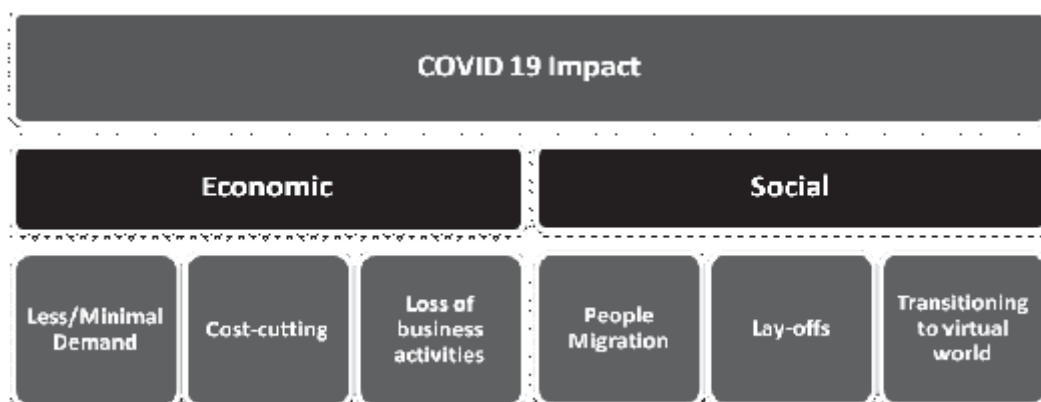 COVID 19 Impact
Economic
Social
Less/Minimal
Demand
Cost-cutting
Loss of
business
activities
People
Migration
Lay-offs
Transitioning
to virtual
world